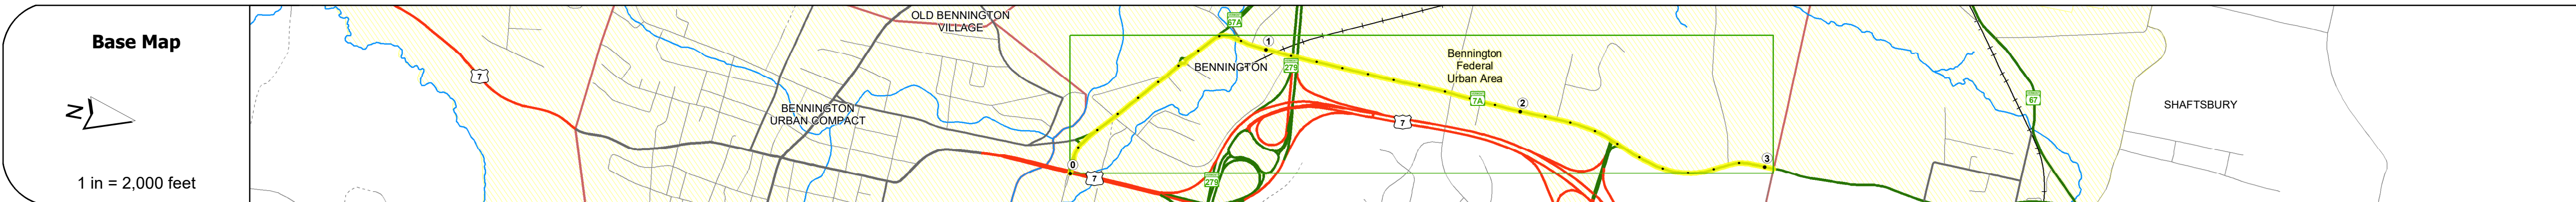 Base Map
N
1 in = 2,000 feet
7
OLD BENNINGTON
VILLAGE
BENNINGTON
URBAN COMPACT
67A
1
BENNINGTON
279
0
7
279
7
Bennington
Federal
Urban Area
7A
2
3
67
SHAFTSBURY